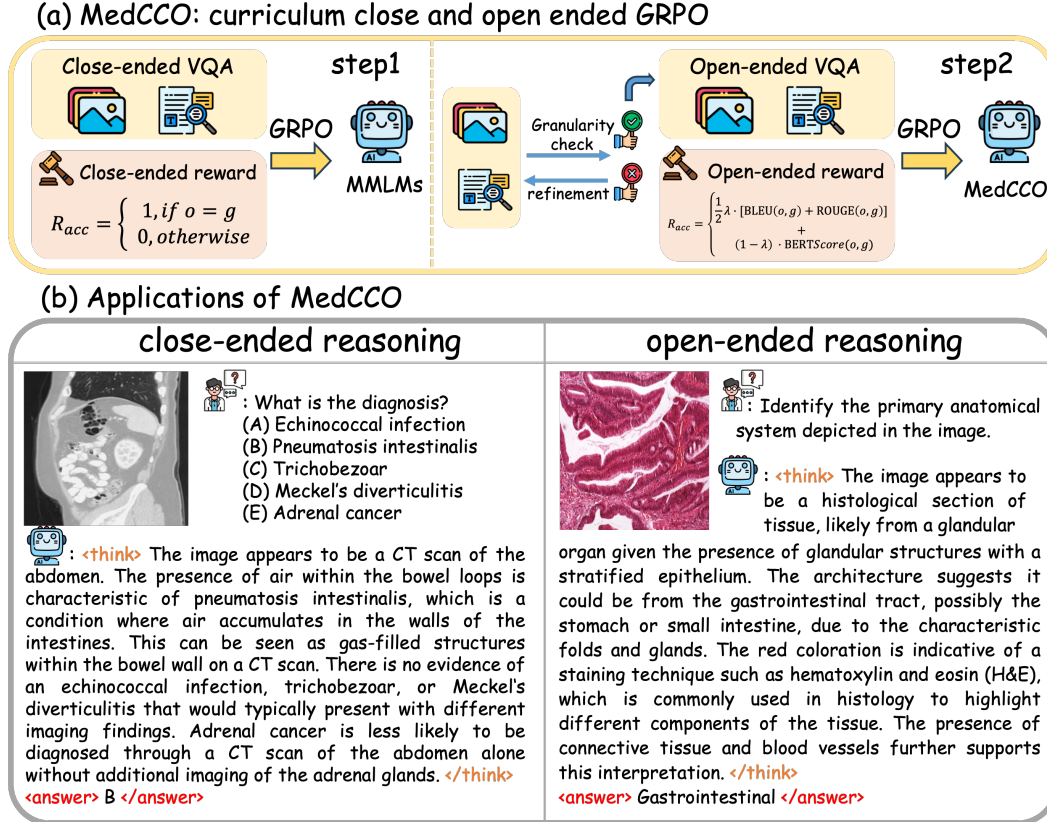 (a) MedCCO: curriculum close and open ended GRPO
Close-ended VQA
step1
GRPO
MMLMs
Close-ended reward
R_acc = { 1, if o = g
0, otherwise
Granularity
check
refinement
Open-ended VQA
step2
GRPO
MedCCO
Open-ended reward
R_acc = { 1/2 λ · [BLEU(o, g) + ROUGE(o, g)]
+
(1 − λ) · BERTScore(o, g)
(b) Applications of MedCCO
close-ended reasoning
: What is the diagnosis?
(A) Echinococcal infection
(B) Pneumatosis intestinalis
(C) Trichobezoar
(D) Meckel's diverticulitis
(E) Adrenal cancer
: <think> The image appears to be a CT scan of the
abdomen. The presence of air within the bowel loops is
characteristic of pneumatosis intestinalis, which is a
condition where air accumulates in the walls of the
intestines. This can be seen as gas-filled structures
within the bowel wall on a CT scan. There is no evidence of
an echinococcal infection, trichobezoar, or Meckel's
diverticulitis that would typically present with different
imaging findings. Adrenal cancer is less likely to be
diagnosed through a CT scan of the abdomen alone
without additional imaging of the adrenal glands. </think>
<answer> B </answer>
open-ended reasoning
: Identify the primary anatomical
system depicted in the image.
: <think> The image appears to
be a histological section of
tissue, likely from a glandular
organ given the presence of glandular structures with a
stratified epithelium. The architecture suggests it
could be from the gastrointestinal tract, possibly the
stomach or small intestine, due to the characteristic
folds and glands. The red coloration is indicative of a
staining technique such as hematoxylin and eosin (H&E),
which is commonly used in histology to highlight
different components of the tissue. The presence of
connective tissue and blood vessels further supports
this interpretation. </think>
<answer> Gastrointestinal </answer>